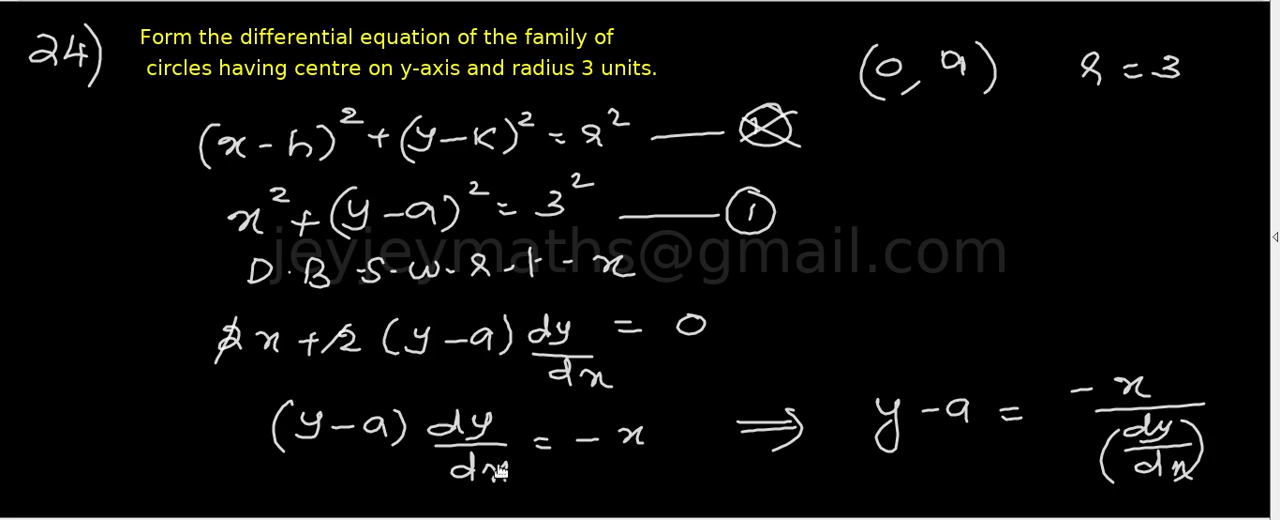 24) Form the differential equation of the family of
circles having centre on y-axis and radius 3 units.
(0, a) r = 3
(x - h)² + (y - k)² = r²
x² + (y - a)² = 3² —— ①
jeyjeymaths@gmail.com
D.B.S.w.r.t.x
2x + 2 (y - a) dy/dx = 0
(y - a) dy/dx = - x ⟹ y - a = -x/(dy/dx)